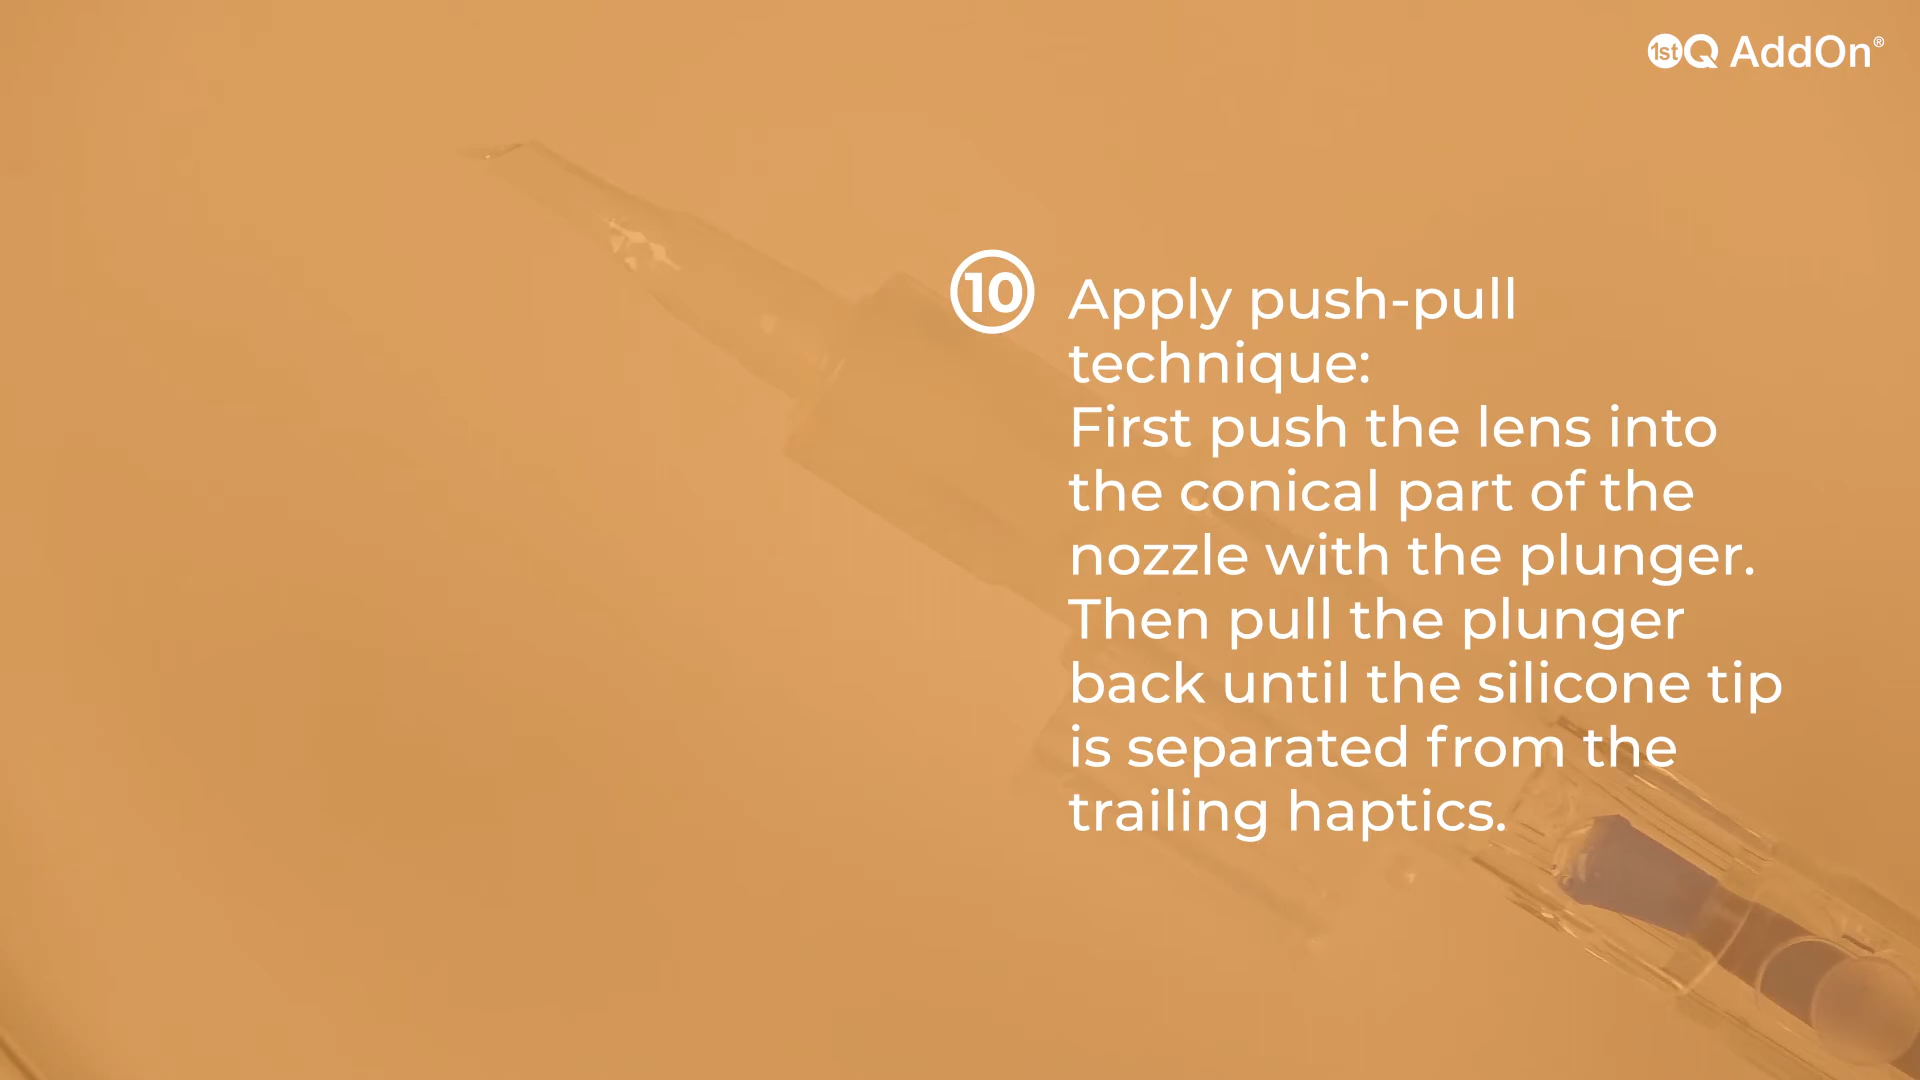 1stQ AddOn®
10 Apply push-pull
technique:
First push the lens into
the conical part of the
nozzle with the plunger.
Then pull the plunger
back until the silicone tip
is separated from the
trailing haptics.